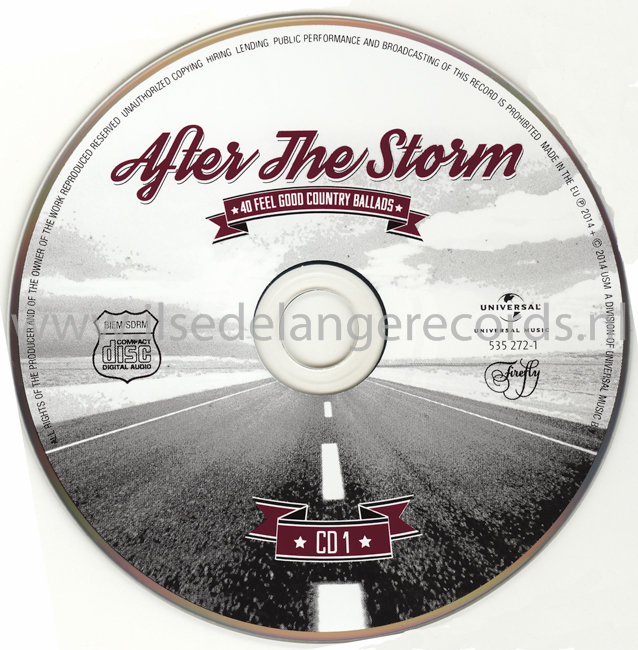 ALL RIGHTS OF THE PRODUCER AND OF THE OWNER OF THE WORK REPRODUCED RESERVED UNAUTHORIZED COPYING HIRING LENDING PUBLIC PERFORMANCE AND BROADCASTING OF THIS RECORD IS PROHIBITED MADE IN THE EU ℗ 2014 + © 2014 USM A DIVISION OF UNIVERSAL MUSIC
After The Storm
★ 40 FEEL GOOD COUNTRY BALLADS ★
www.ilsedelangerecords.nl
BIEM/SDRM
COMPACT
disc
DIGITAL AUDIO
UNIVERSAL
UNIVERSAL MUSIC
535 272-1
Firefly
★ CD 1 ★